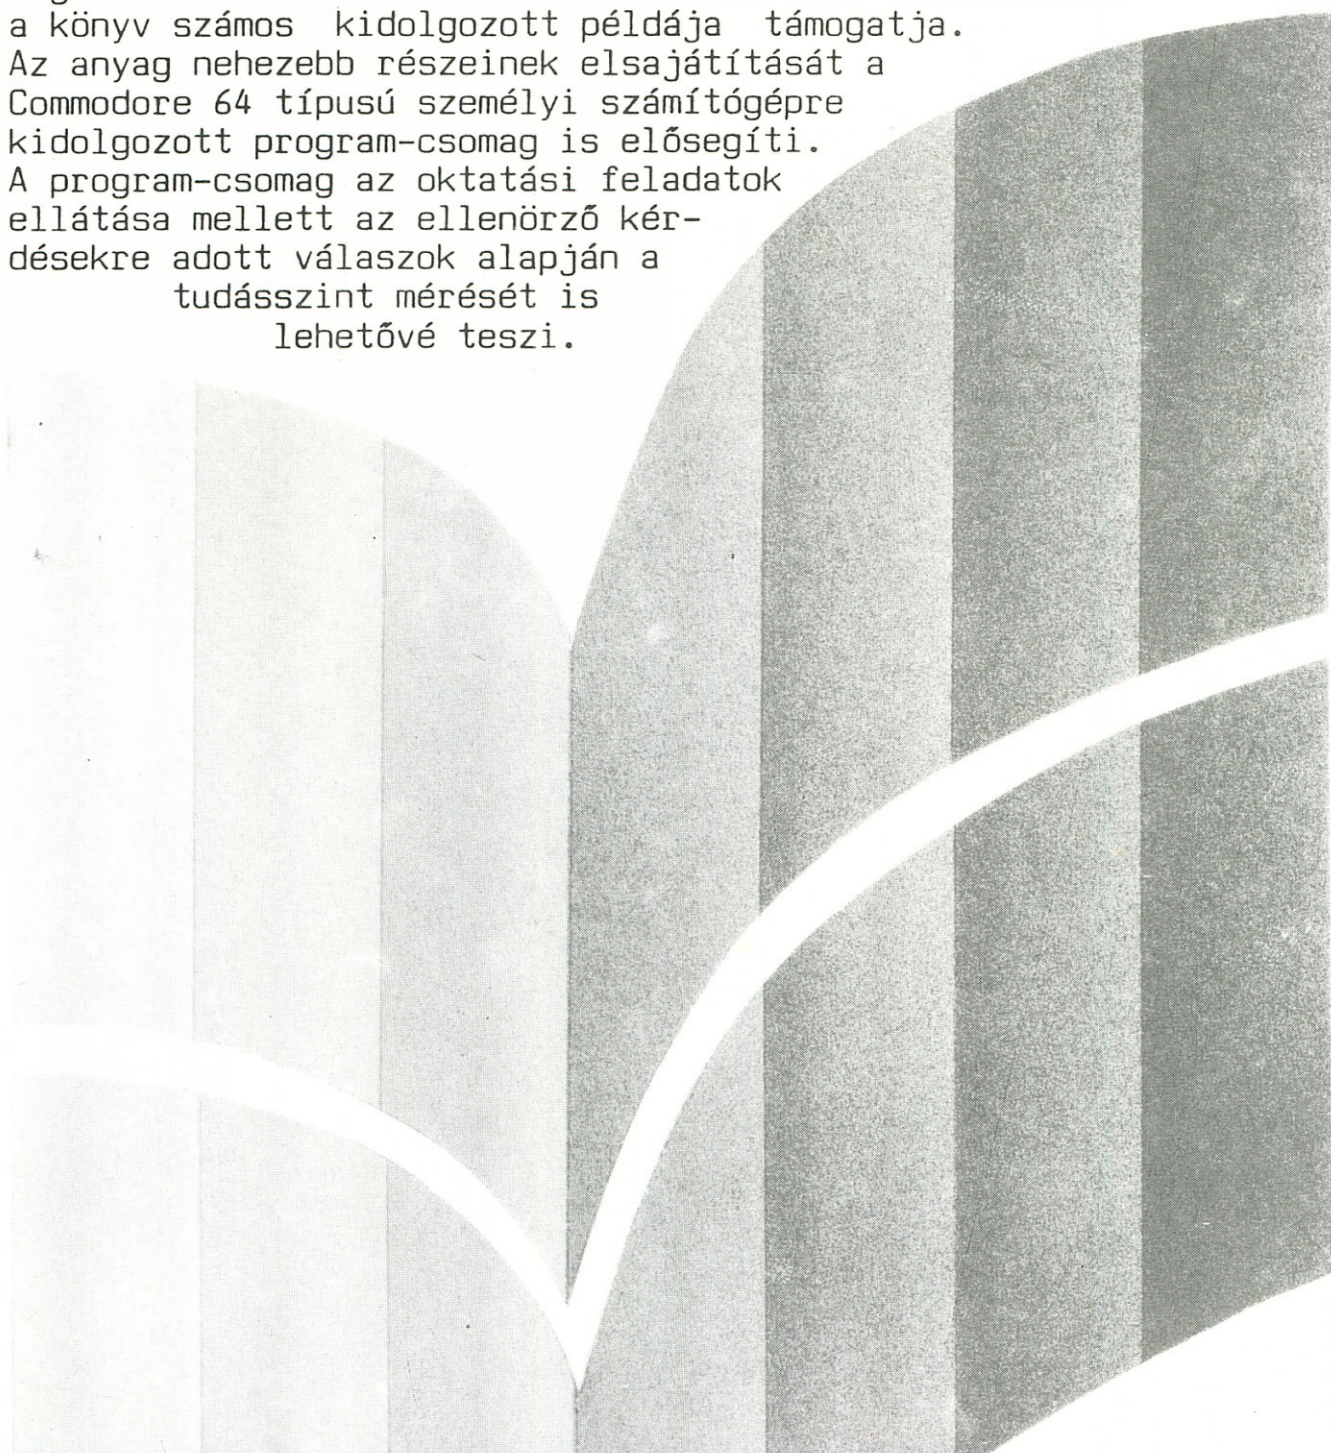 a könyv számos kidolgozott példája támogatja.
Az anyag nehezebb részeinek elsajátítását a
Commodore 64 típusú személyi számítógépre
kidolgozott program-csomag is elősegíti.
A program-csomag az oktatási feladatok
ellátása mellett az ellenörző kér-
désekre adott válaszok alapján a
tudásszint mérését is
lehetővé teszi.